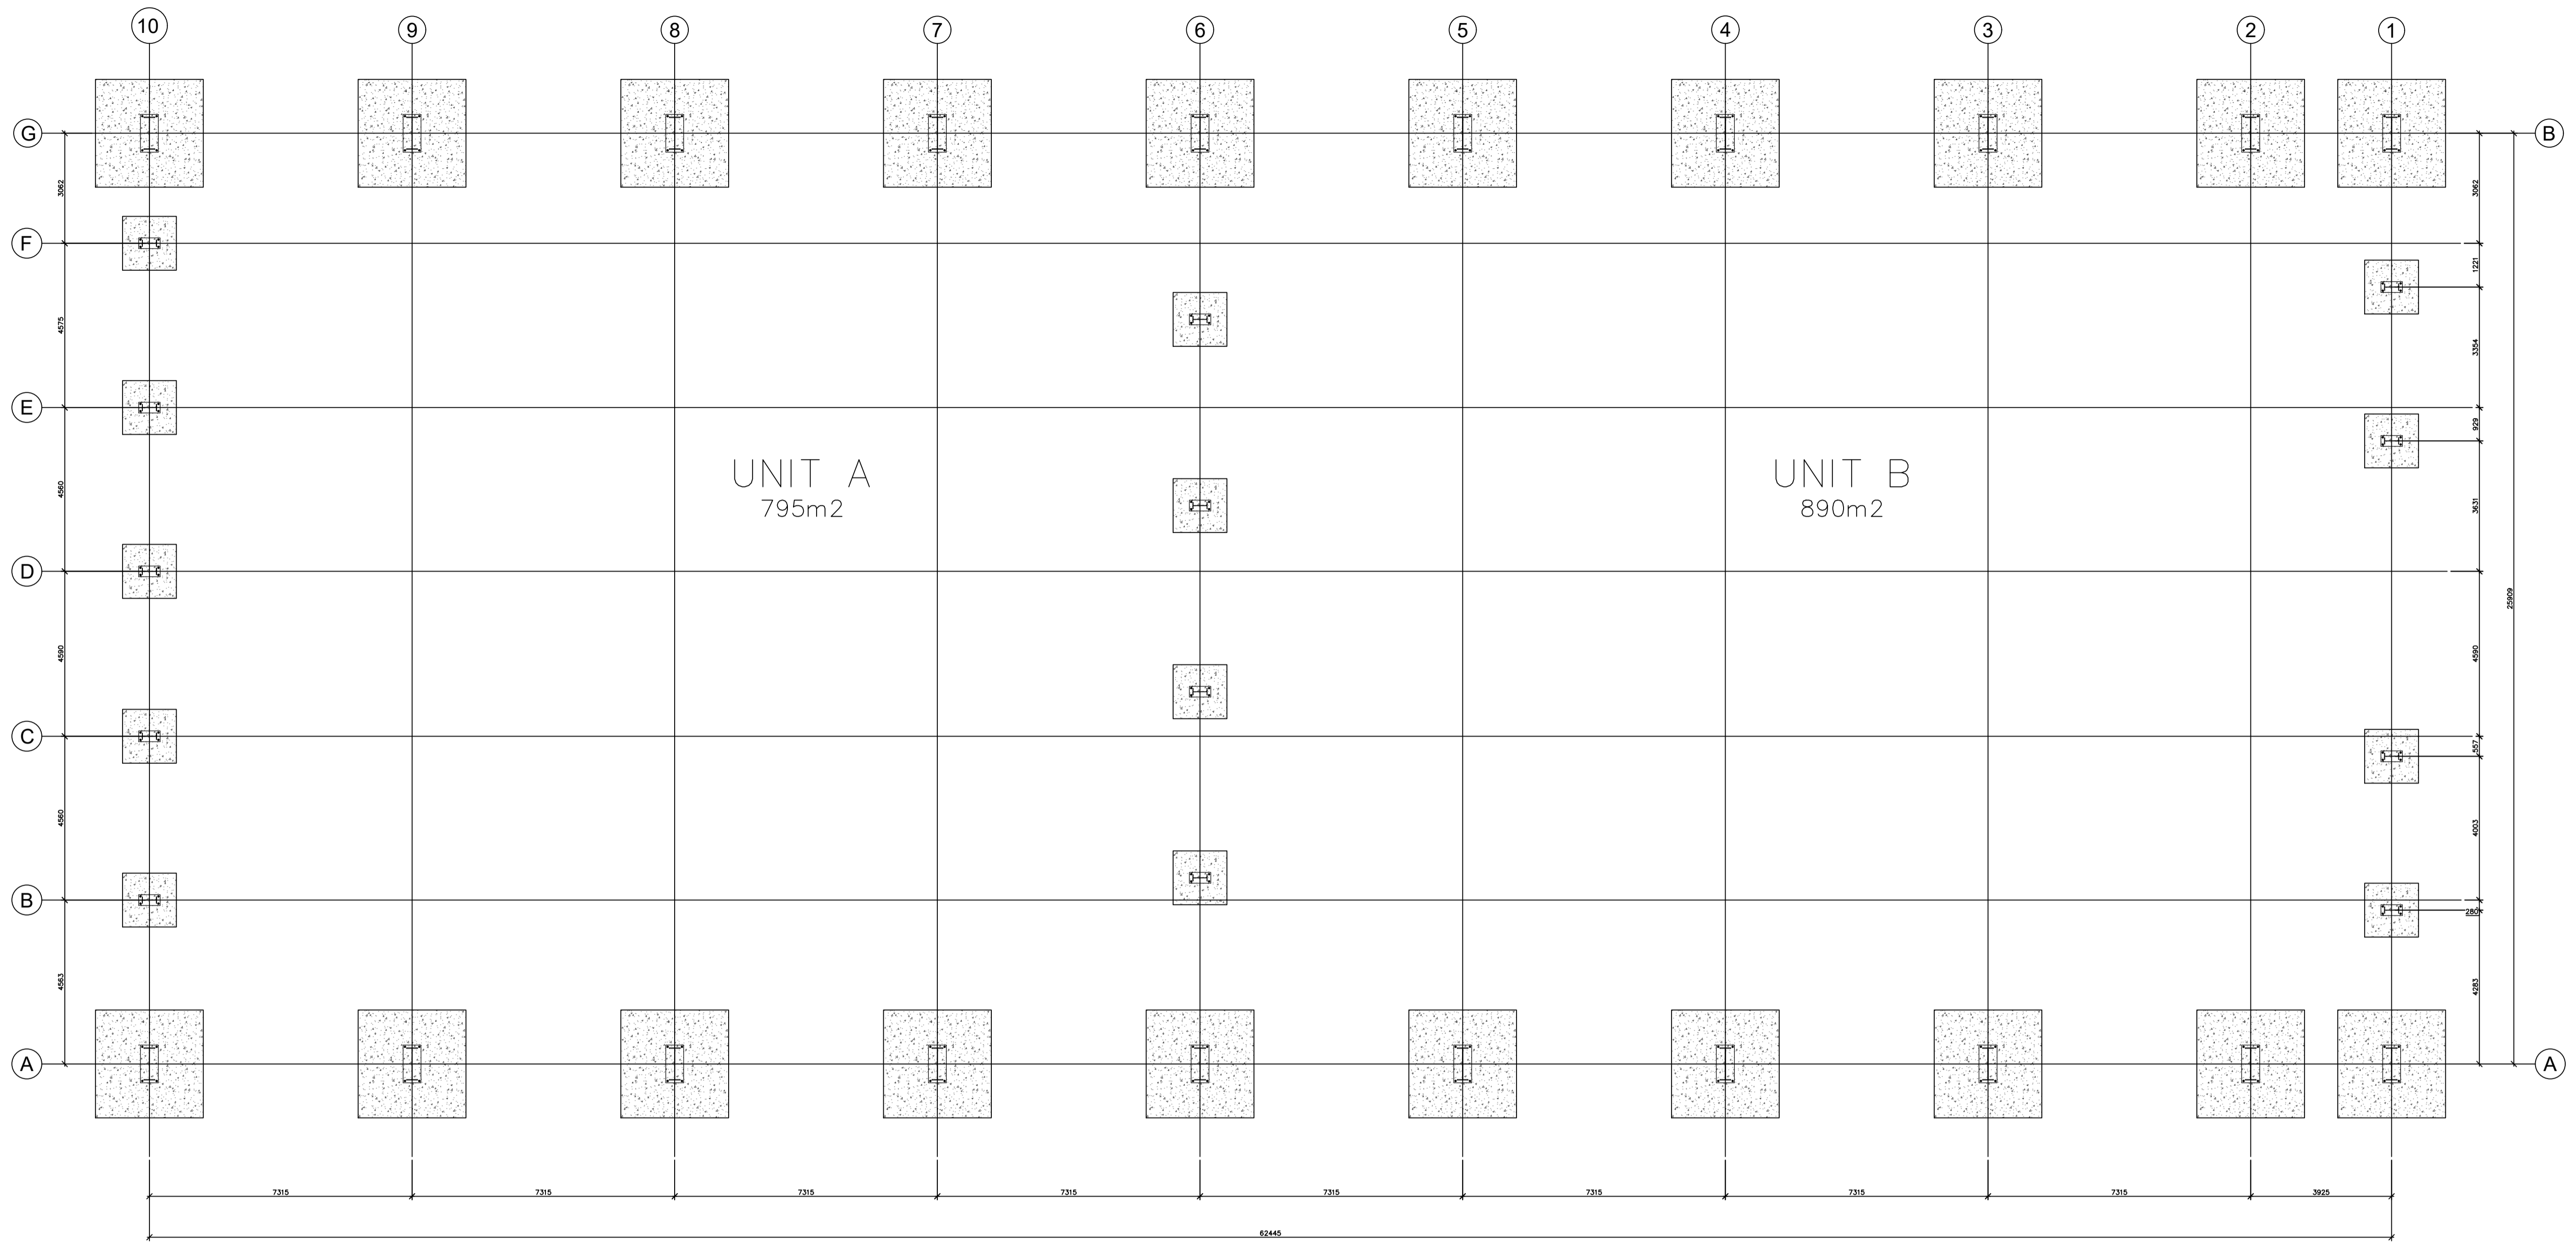 10 9 8 7 6 5 4 3 2 1
G B
3062 3062
F
1221
4575 3354
E
929
UNIT A UNIT B
795m2 890m2
4560 3631
D
25909
4590 4590
C
557
4560 4003
B
280
4563 4283
A A
7315 7315 7315 7315 7315 7315 7315 7315 3925
62445